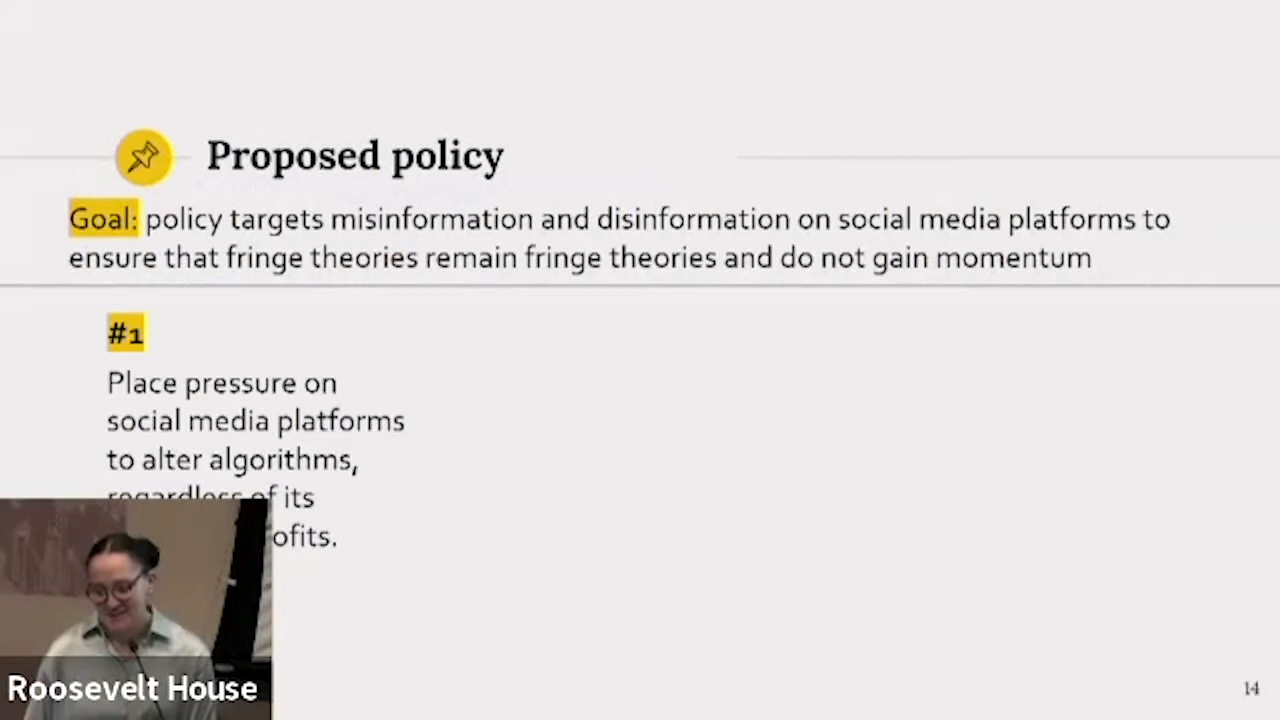 Proposed policy
Goal: policy targets misinformation and disinformation on social media platforms to
ensure that fringe theories remain fringe theories and do not gain momentum
#1
Place pressure on
social media platforms
to alter algorithms,
regardless of its
ofits.
Roosevelt House
14